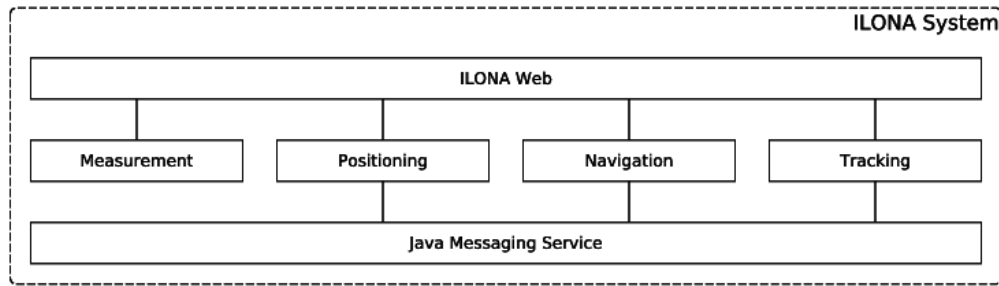 ILONA System
ILONA Web
Measurement
Positioning
Navigation
Tracking
Java Messaging Service